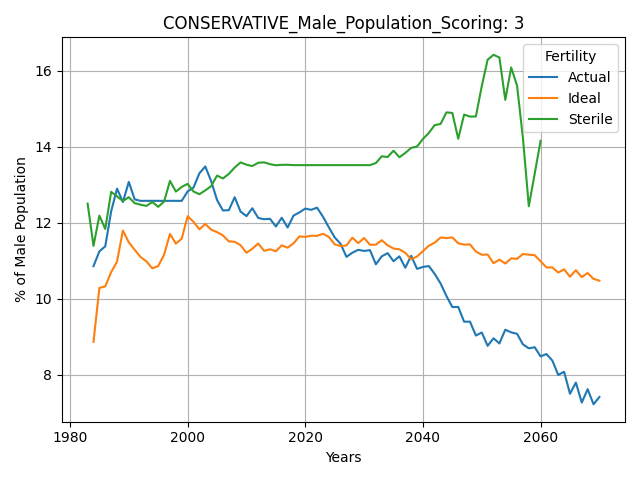 CONSERVATIVE_Male_Population_Scoring: 3
Fertility
Actual
Ideal
Sterile
% of Male Population
16
14
12
10
8
1980
2000
2020
2040
2060
Years